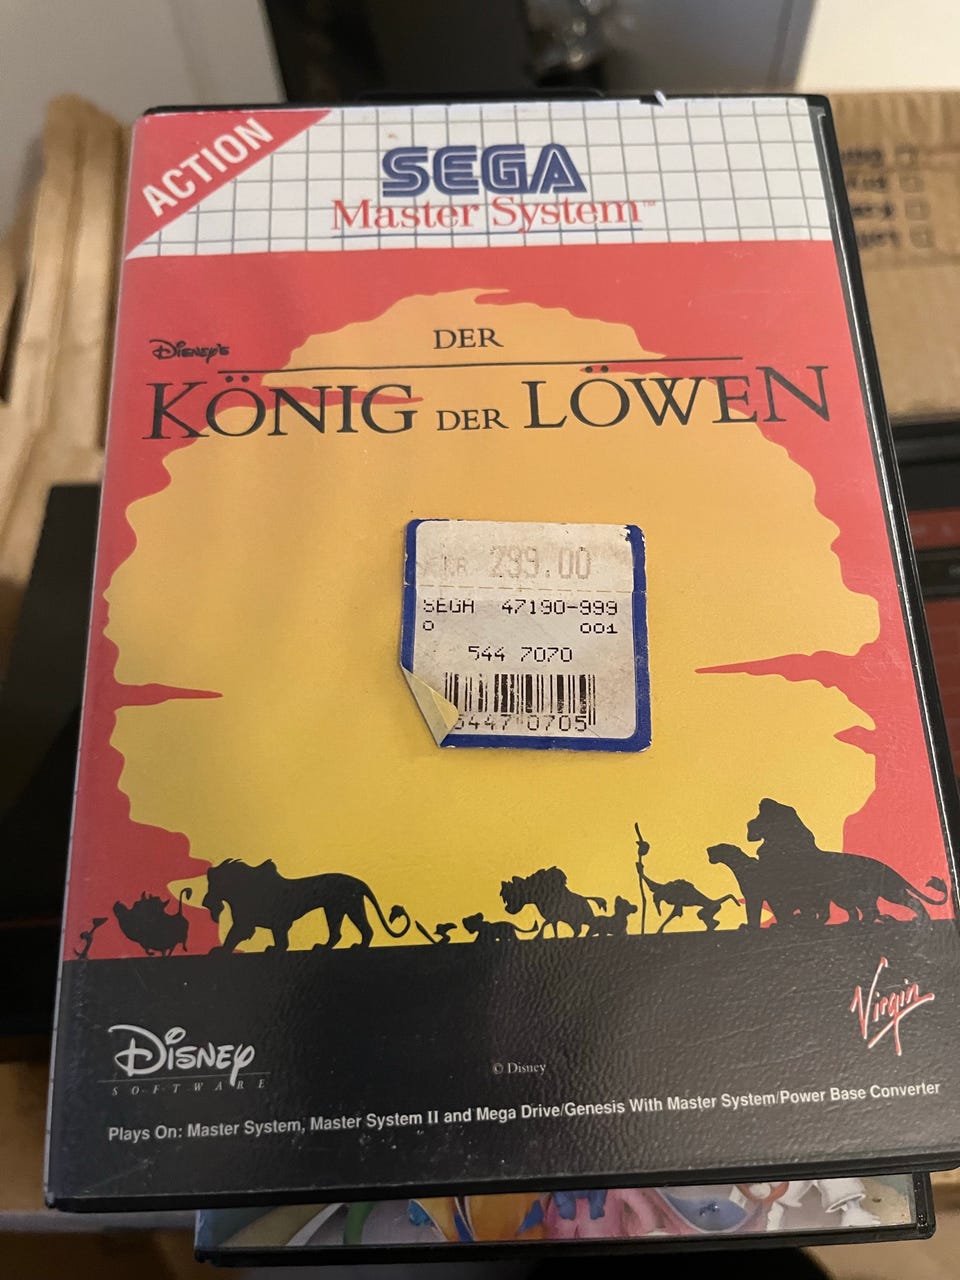 ACTION
SEGA
Master System™
Disney's
DER
KÖNIG DER LÖWEN
299.00
SEGA 47190-999
0 001
544 7070
5447 0705
Disney
SOFTWARE
Virgin
© Disney
Plays On: Master System, Master System II and Mega Drive/Genesis With Master System/Power Base Converter